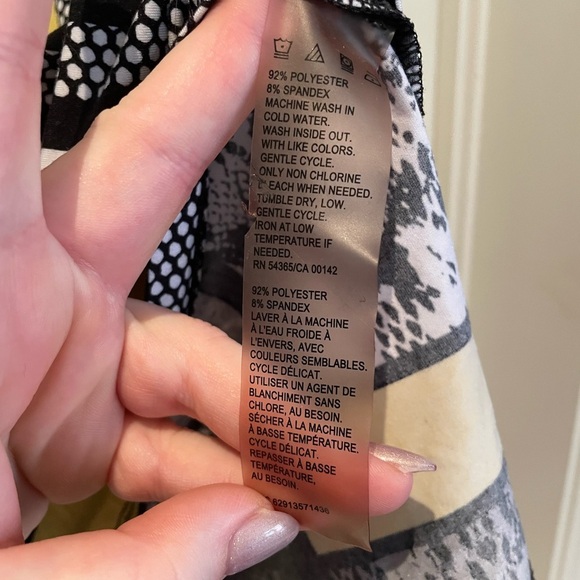 92% POLYESTER
8% SPANDEX
MACHINE WASH IN
COLD WATER.
WASH INSIDE OUT.
WITH LIKE COLORS.
GENTLE CYCLE.
ONLY NON CHLORINE
EACH WHEN NEEDED.
TUMBLE DRY, LOW.
GENTLE CYCLE.
IRON AT LOW
TEMPERATURE IF
NEEDED.
RN 54365/CA 00142
92% POLYESTER
8% SPANDEX
LAVER À LA MACHINE
À L'EAU FROIDE À
L'ENVERS, AVEC
COULEURS SEMBLABLES.
CYCLE DÉLICAT.
UTILISER UN AGENT DE
BLANCHIMENT SANS
CHLORE, AU BESOIN.
SÉCHER À LA MACHINE
À BASSE TEMPÉRATURE.
CYCLE DÉLICAT.
REPASSER À BASSE
TEMPÉRATURE,
AU BESOIN.
62913571436